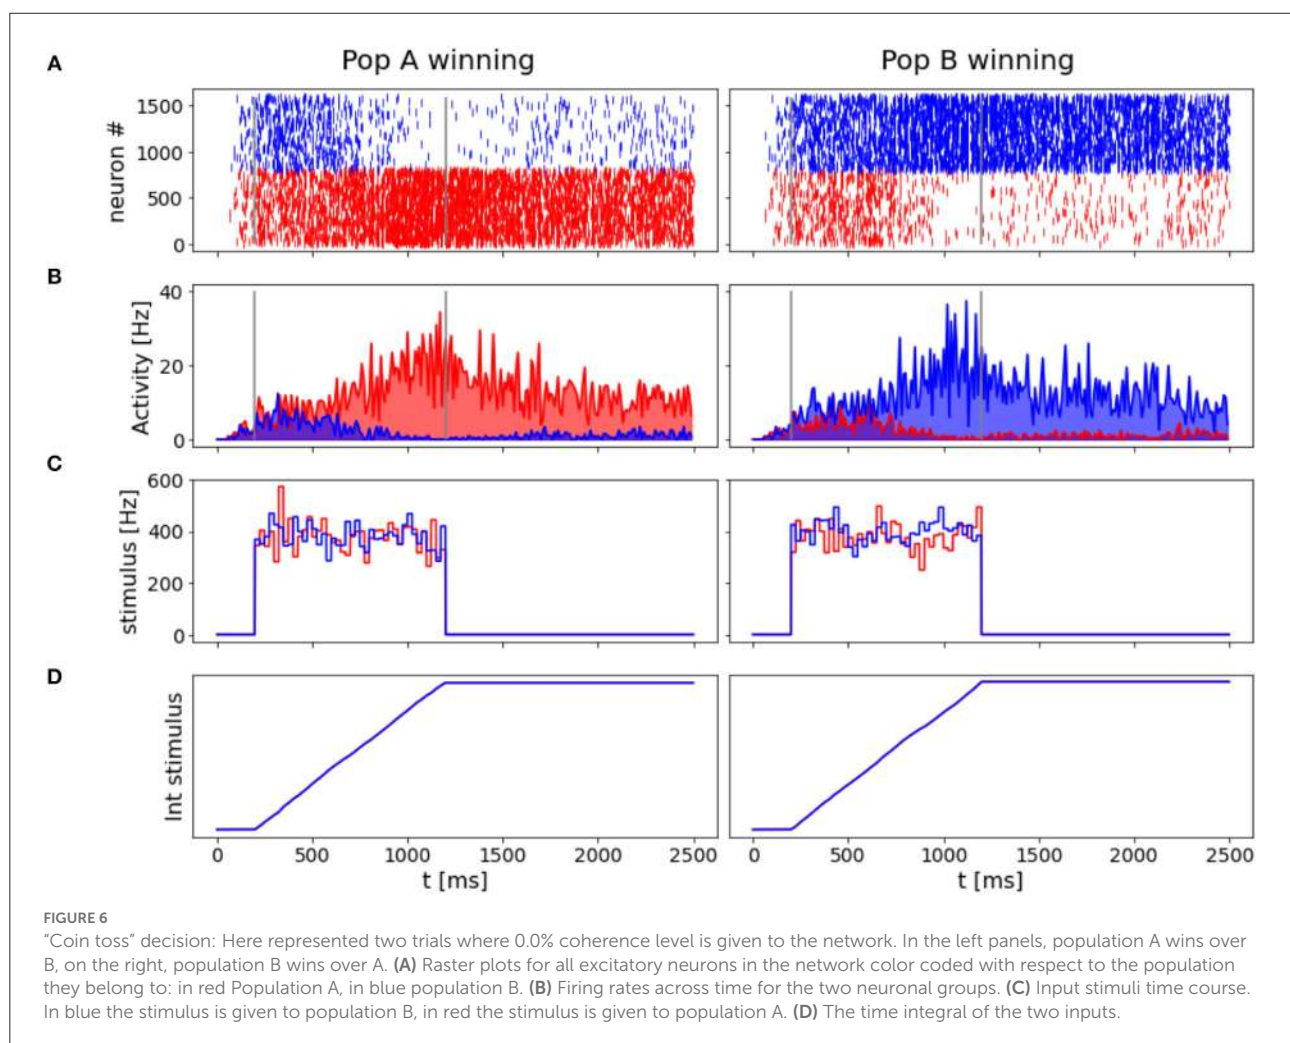 Pop A winning
Pop B winning
A
neuron #
1500
1000
500
0
B
Activity [Hz]
40
20
0
C
stimulus [Hz]
600
400
200
0
D
Int stimulus
0 500 1000 1500 2000 2500
0 500 1000 1500 2000 2500
t [ms]
t [ms]
FIGURE 6
"Coin toss" decision: Here represented two trials where 0.0% coherence level is given to the network. In the left panels, population A wins over
B, on the right, population B wins over A. (A) Raster plots for all excitatory neurons in the network color coded with respect to the population
they belong to: in red Population A, in blue population B. (B) Firing rates across time for the two neuronal groups. (C) Input stimuli time course.
In blue the stimulus is given to population B, in red the stimulus is given to population A. (D) The time integral of the two inputs.